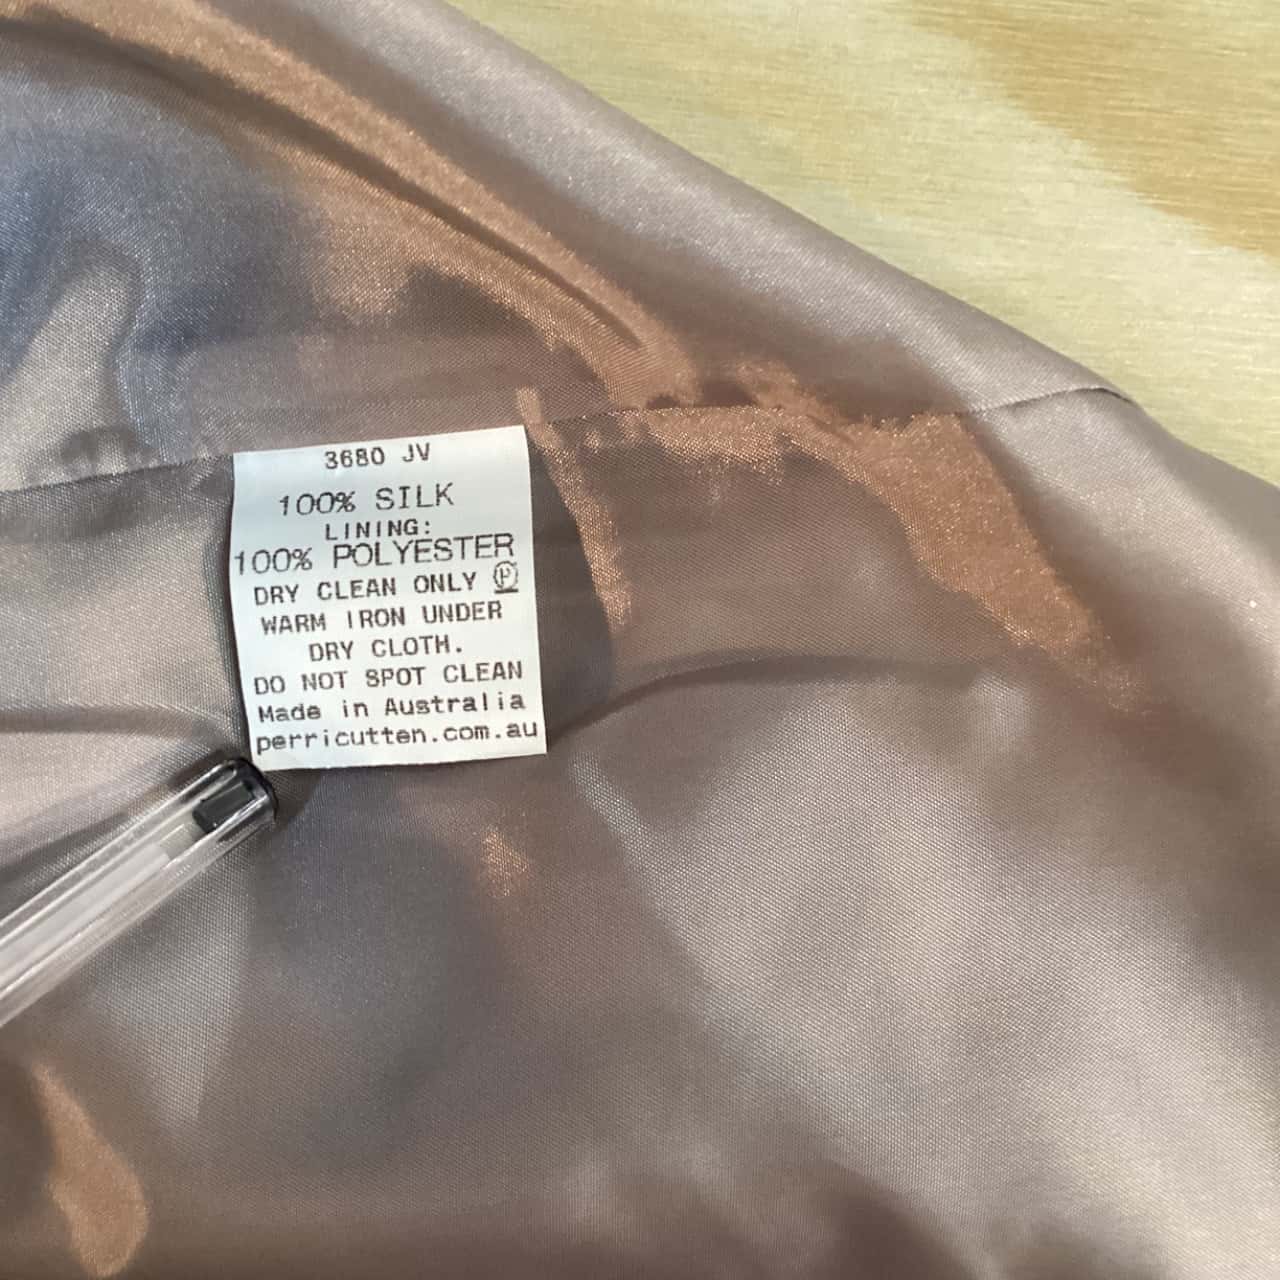 3680 JV
100% SILK
LINING:
100% POLYESTER
DRY CLEAN ONLY Ⓟ
WARM IRON UNDER
DRY CLOTH.
DO NOT SPOT CLEAN
Made in Australia
perricutten.com.au